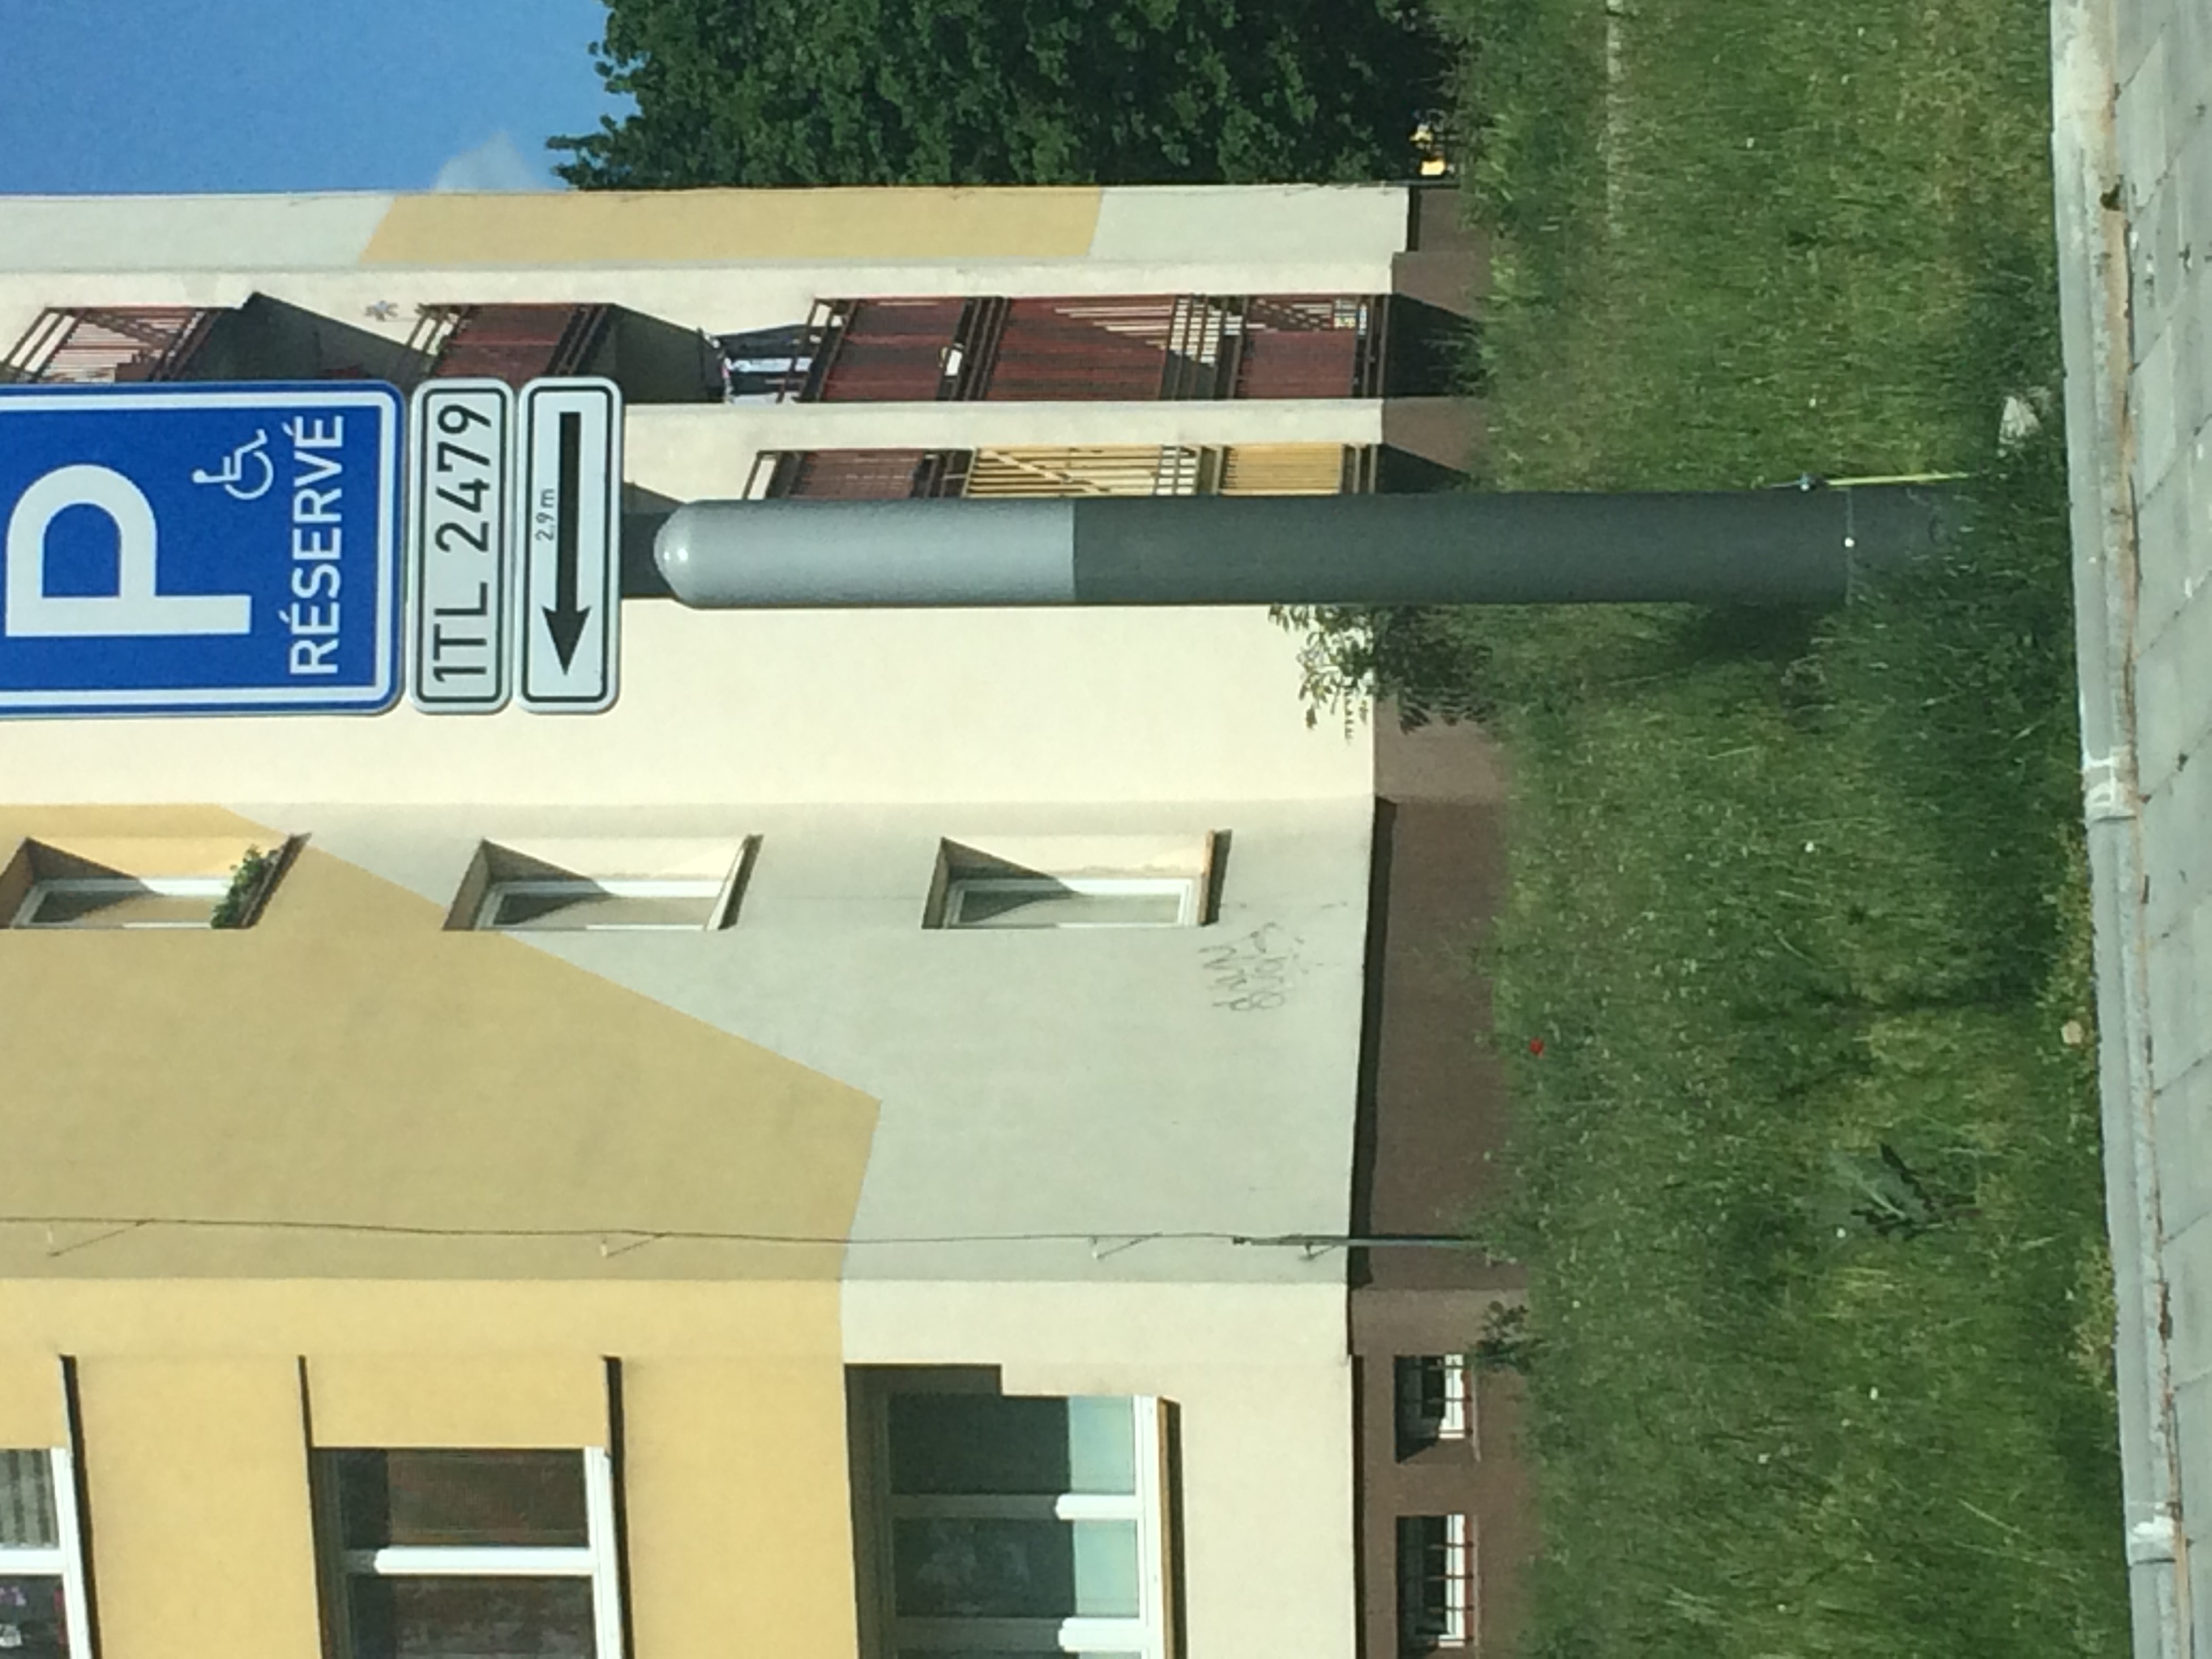 P
RÉSERVÉ
1TL 2479
2.9 m